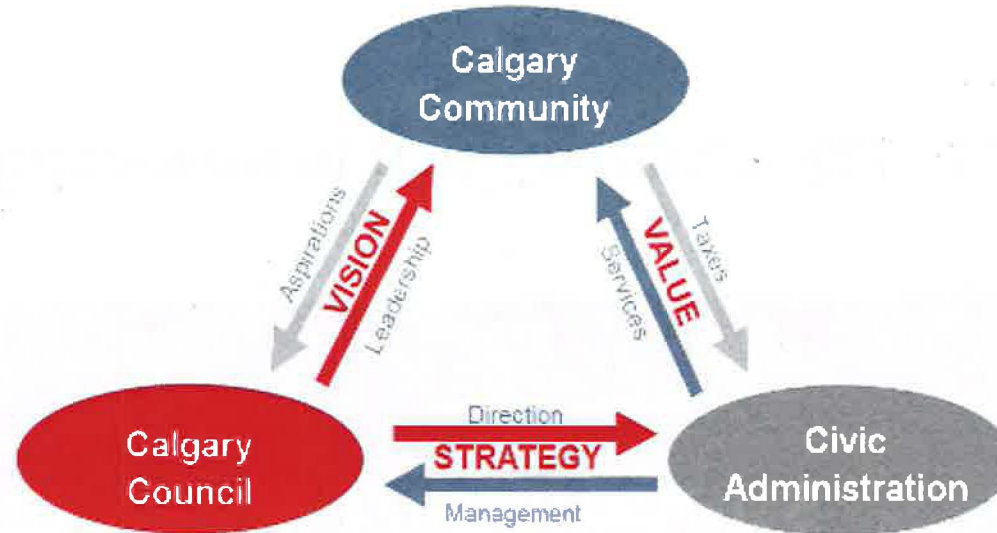 Calgary
Community
Aspirations
VISION
Leadership
Services
VALUE
Taxes
Calgary
Council
Direction
STRATEGY
Management
Civic
Administration